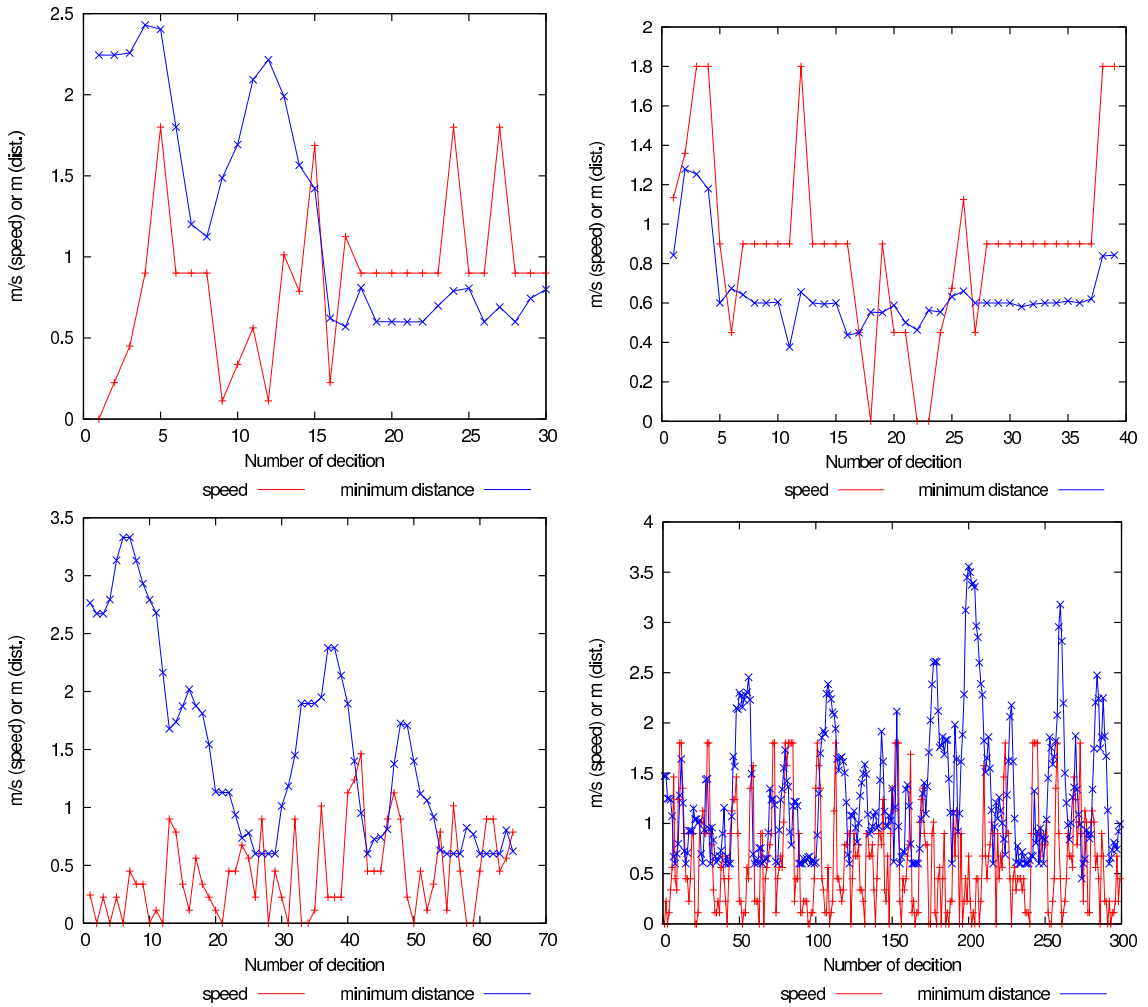 2.5
2
1.5
1
0.5
0
0 5 10 15 20 25 30
m/s (speed) or m (dist.)
Number of decition
speed minimum distance
2
1.8
1.6
1.4
1.2
1
0.8
0.6
0.4
0.2
0
0 5 10 15 20 25 30 35 40
m/s (speed) or m (dist.)
Number of decition
speed minimum distance
3.5
3
2.5
2
1.5
1
0.5
0
0 10 20 30 40 50 60 70
m/s (speed) or m (dist.)
Number of decition
speed minimum distance
4
3.5
3
2.5
2
1.5
1
0.5
0
50 100 150 200 250 300
m/s (speed) or m (dist.)
Number of decition
speed minimum distance